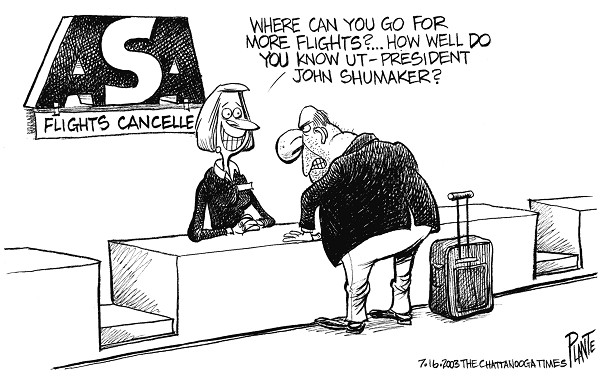 WHERE CAN YOU GO FOR
MORE FLIGHTS?... HOW WELL DO
YOU KNOW UT-PRESIDENT
JOHN SHUMAKER?
ASA
FLIGHTS CANCELLE
7.16.2003 THE CHATTANOOGA TIMES
PLANTE